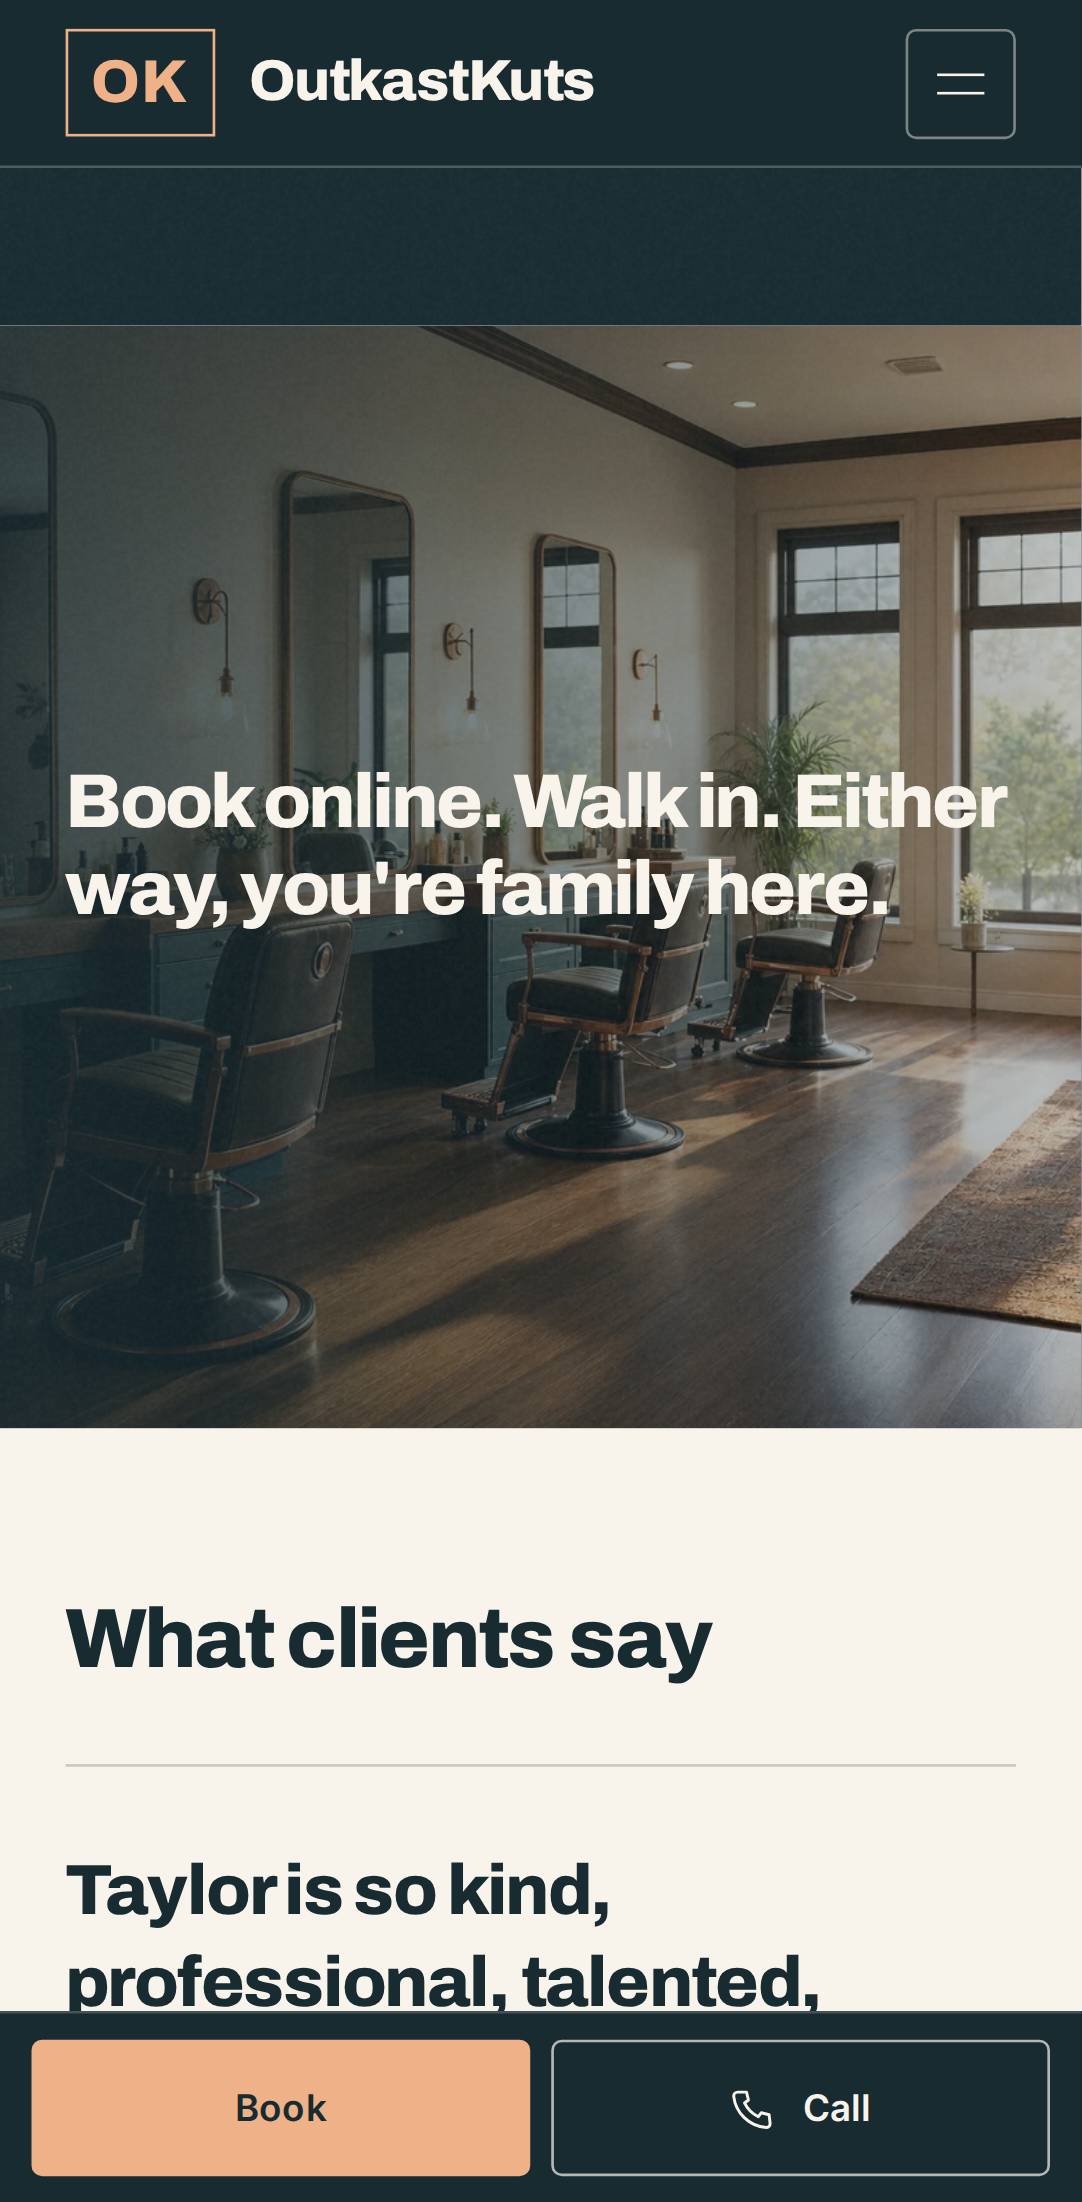 OK OutkastKuts
Book online. Walk in. Either
way, you're family here.
What clients say
Taylor is so kind,
professional, talented,
Book
Call